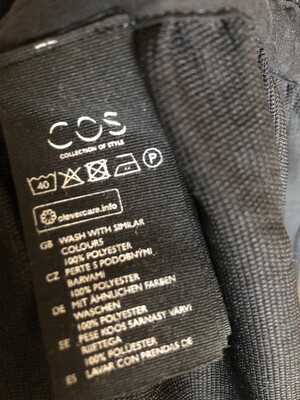 COS
COLLECTION OF STYLE
40 P
clevercare.info
GB WASH WITH SIMILAR
COLOURS
100% POLYESTER
CZ PERTE S PODOBNÝMI
BARVAMI
100% POLYESTER
DE MIT ÄHNLICHEN FARBEN
WASCHEN
100% POLYESTER
EE PESE KOOS SARNAST VÄRVI
RIIETEGA
100% POLÜESTER
ES LAVAR CON PRENDAS DE